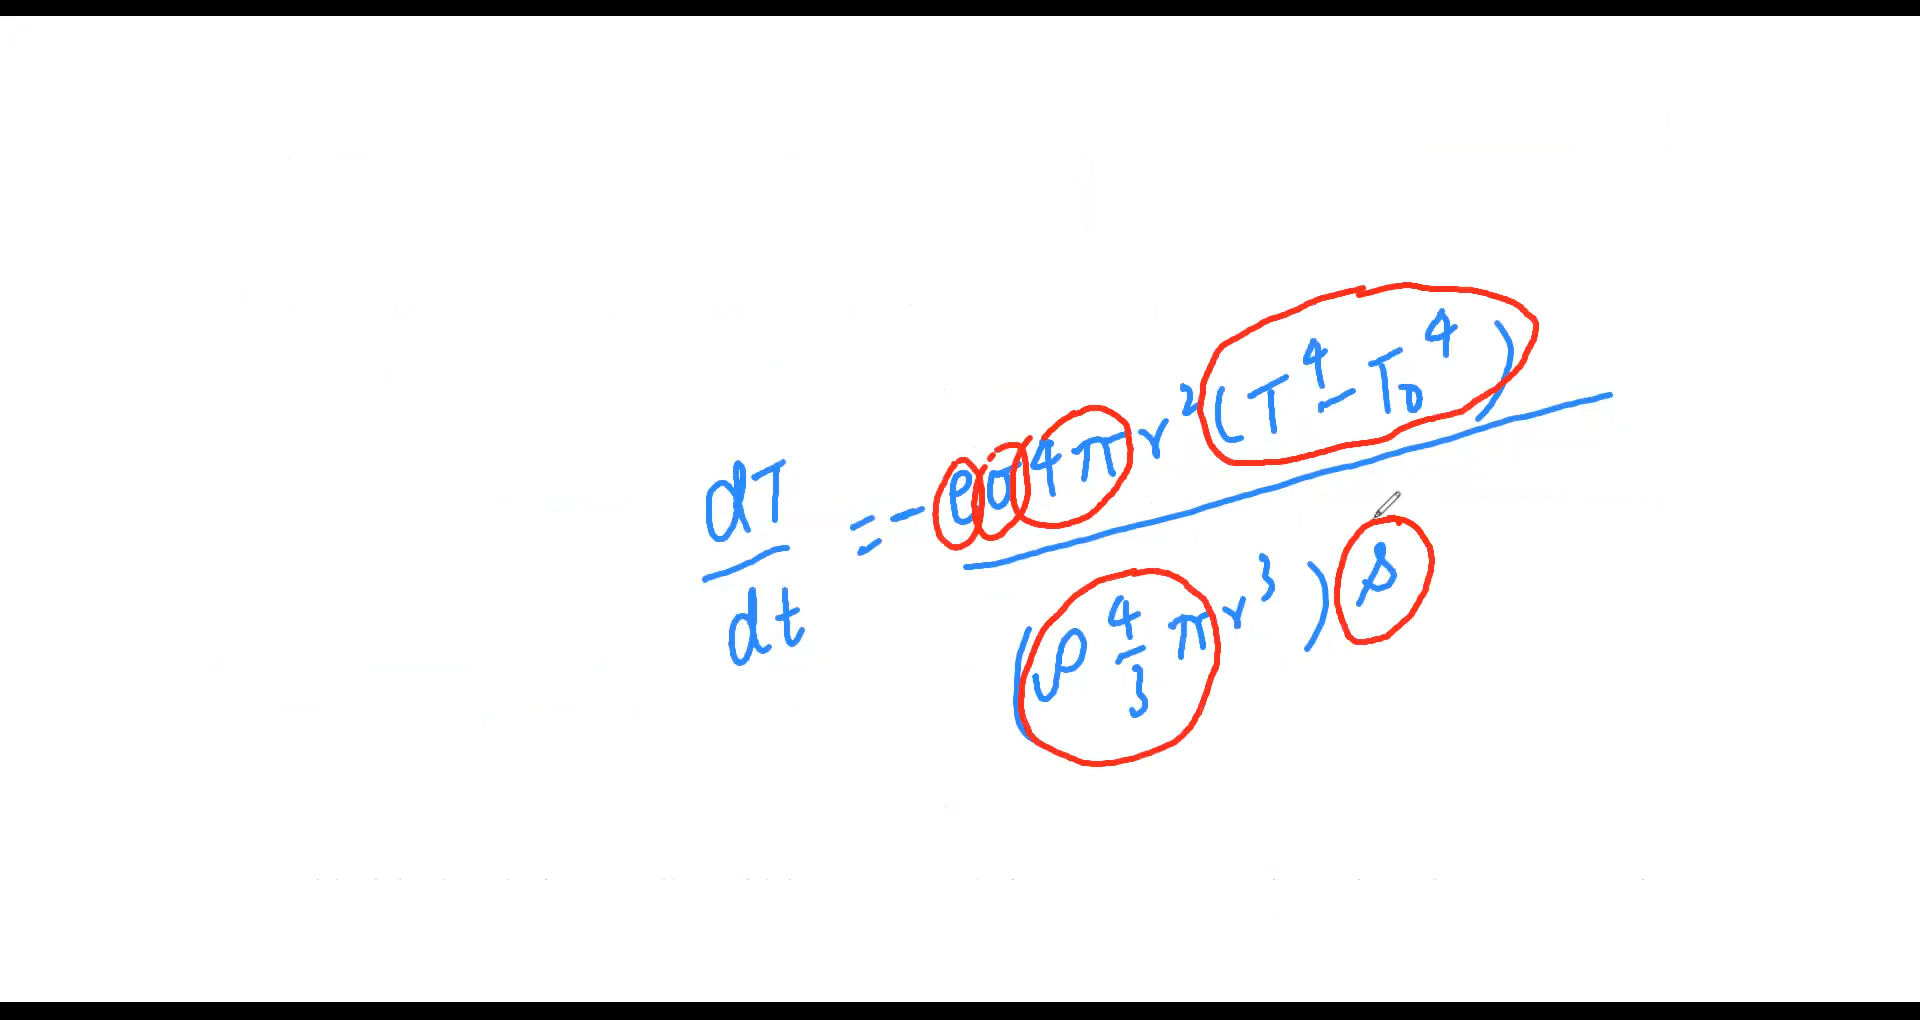 dT/dt = - eσ4πr²(T⁴ - T₀⁴) / (ρ 4/3 πr³) s